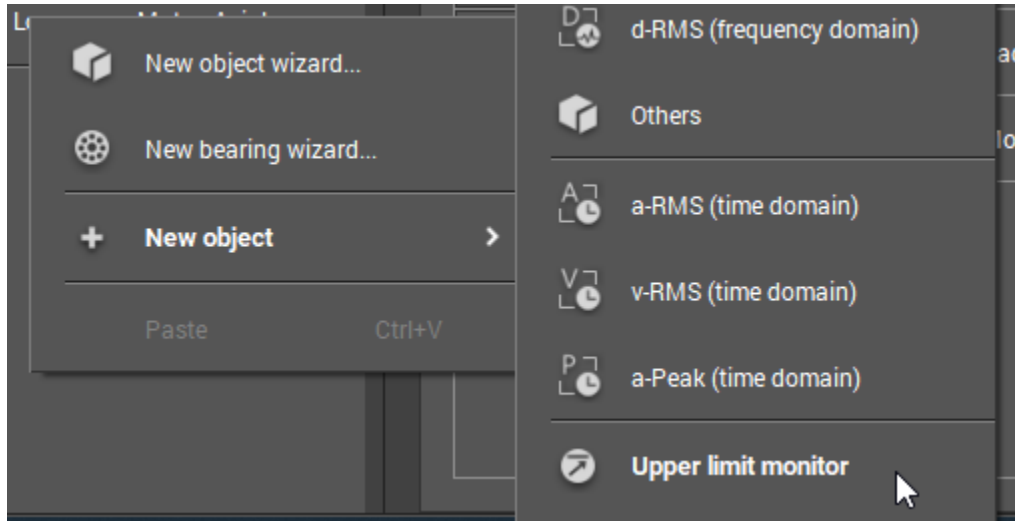 New object wizard...
New bearing wizard...
New object
Paste Ctrl+V
d-RMS (frequency domain)
Others
a-RMS (time domain)
v-RMS (time domain)
a-Peak (time domain)
Upper limit monitor